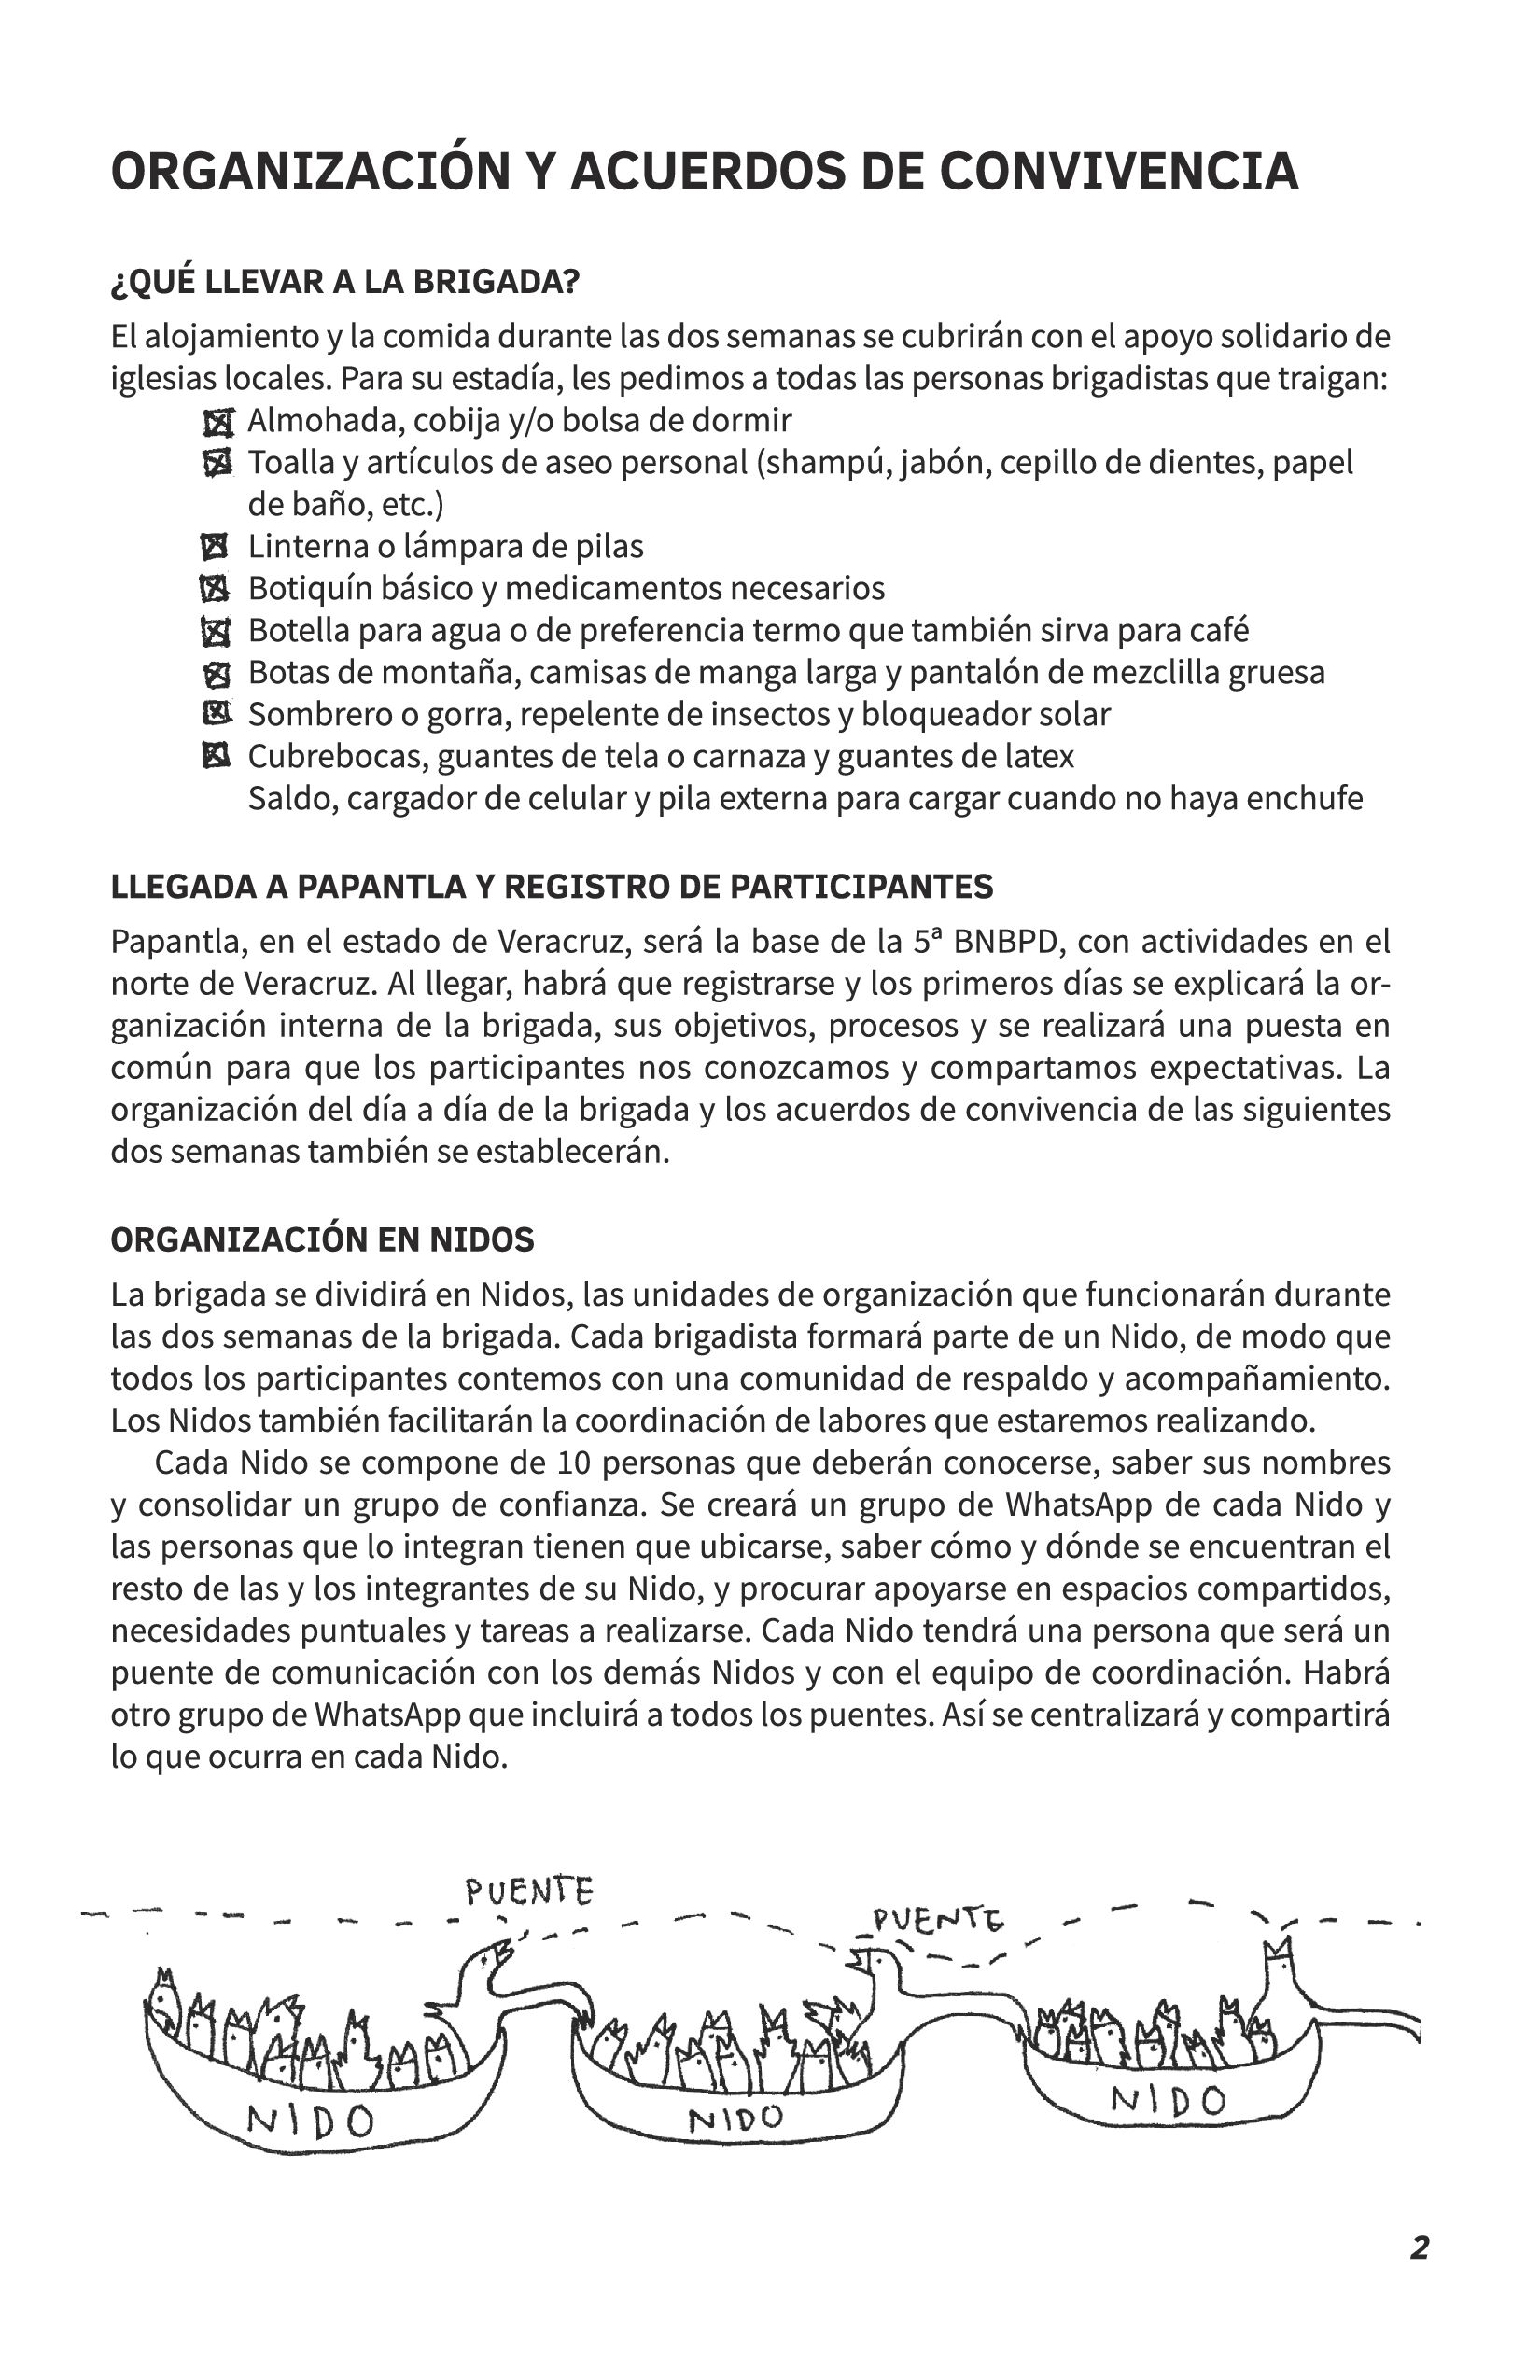 ORGANIZACIÓN Y ACUERDOS DE CONVIVENCIA
¿QUÉ LLEVAR A LA BRIGADA?
El alojamiento y la comida durante las dos semanas se cubrirán con el apoyo solidario de
iglesias locales. Para su estadía, les pedimos a todas las personas brigadistas que traigan:
Almohada, cobija y/o bolsa de dormir
Toalla y artículos de aseo personal (shampú, jabón, cepillo de dientes, papel
de baño, etc.)
Linterna o lámpara de pilas
Botiquín básico y medicamentos necesarios
Botella para agua o de preferencia termo que también sirva para café
Botas de montaña, camisas de manga larga y pantalón de mezclilla gruesa
Sombrero o gorra, repelente de insectos y bloqueador solar
Cubrebocas, guantes de tela o carnaza y guantes de latex
Saldo, cargador de celular y pila externa para cargar cuando no haya enchufe
LLEGADA A PAPANTLA Y REGISTRO DE PARTICIPANTES
Papantla, en el estado de Veracruz, será la base de la 5ª BNBPD, con actividades en el
norte de Veracruz. Al llegar, habrá que registrarse y los primeros días se explicará la or-
ganización interna de la brigada, sus objetivos, procesos y se realizará una puesta en
común para que los participantes nos conozcamos y compartamos expectativas. La
organización del día a día de la brigada y los acuerdos de convivencia de las siguientes
dos semanas también se establecerán.
ORGANIZACIÓN EN NIDOS
La brigada se dividirá en Nidos, las unidades de organización que funcionarán durante
las dos semanas de la brigada. Cada brigadista formará parte de un Nido, de modo que
todos los participantes contemos con una comunidad de respaldo y acompañamiento.
Los Nidos también facilitarán la coordinación de labores que estaremos realizando.
Cada Nido se compone de 10 personas que deberán conocerse, saber sus nombres
y consolidar un grupo de confianza. Se creará un grupo de WhatsApp de cada Nido y
las personas que lo integran tienen que ubicarse, saber cómo y dónde se encuentran el
resto de las y los integrantes de su Nido, y procurar apoyarse en espacios compartidos,
necesidades puntuales y tareas a realizarse. Cada Nido tendrá una persona que será un
puente de comunicación con los demás Nidos y con el equipo de coordinación. Habrá
otro grupo de WhatsApp que incluirá a todos los puentes. Así se centralizará y compartirá
lo que ocurra en cada Nido.
PUENTE
PUENTE
NIDO
NIDO
NIDO
2